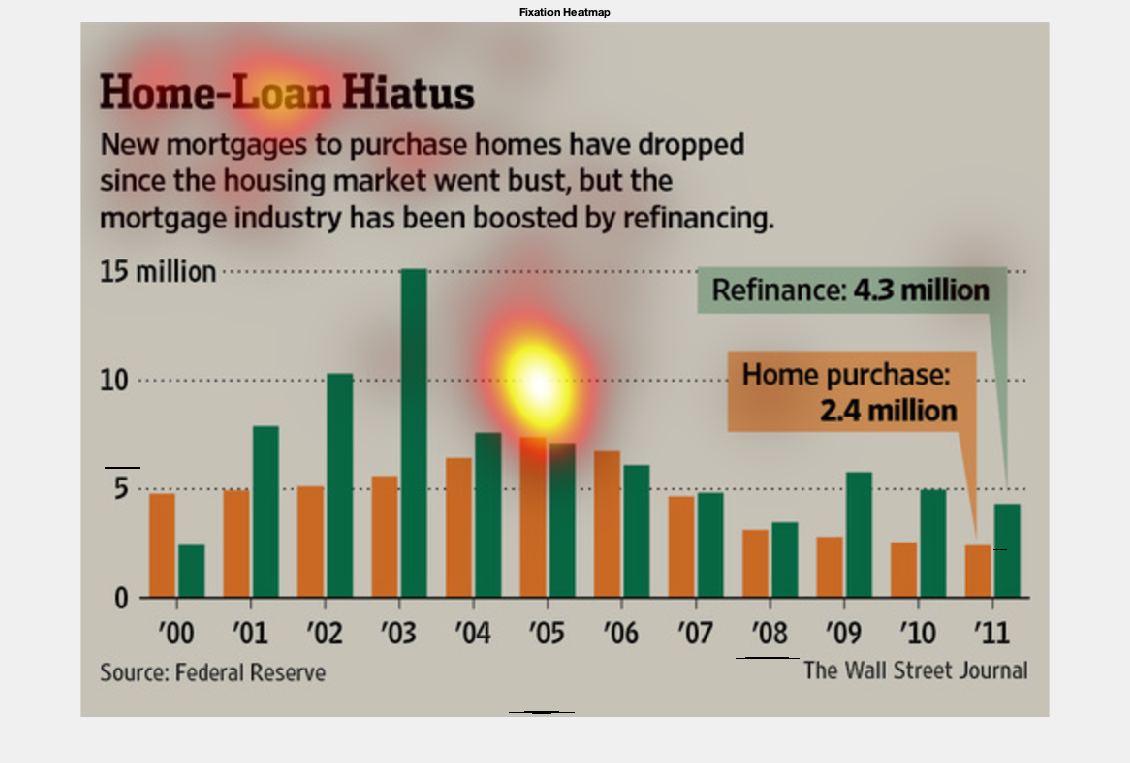 Fixation Heatmap
Home-Loan Hiatus
New mortgages to purchase homes have dropped
since the housing market went bust, but the
mortgage industry has been boosted by refinancing.
15 million
Refinance: 4.3 million
10
Home purchase:
2.4 million
5
0
'00 '01 '02 '03 '04 '05 '06 '07 '08 '09 '10 '11
Source: Federal Reserve
The Wall Street Journal